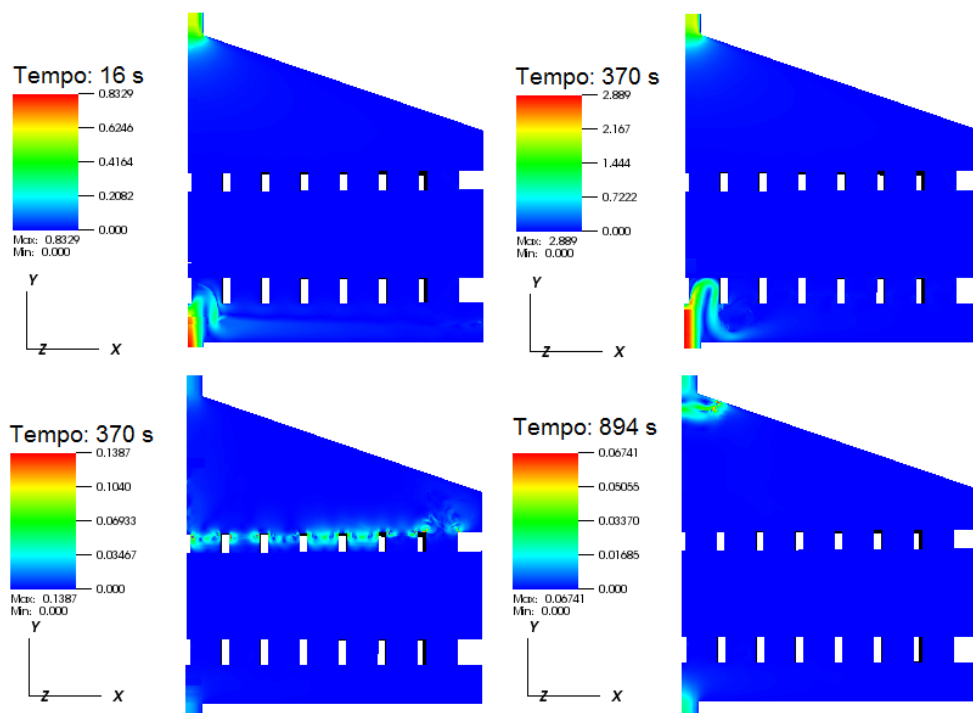 Tempo: 16 s
0.8329
0.6246
0.4164
0.2082
0.000
Max: 0.8329
Min: 0.000
Y
Z
X
Tempo: 370 s
2.889
2.167
1.444
0.7222
0.000
Max: 2.889
Min: 0.000
Y
Z
X
Tempo: 370 s
0.1387
0.1040
0.06933
0.03467
0.000
Max: 0.1387
Min: 0.000
Y
Z
X
Tempo: 894 s
0.06741
0.05055
0.03370
0.01685
0.000
Max: 0.06741
Min: 0.000
Y
Z
X